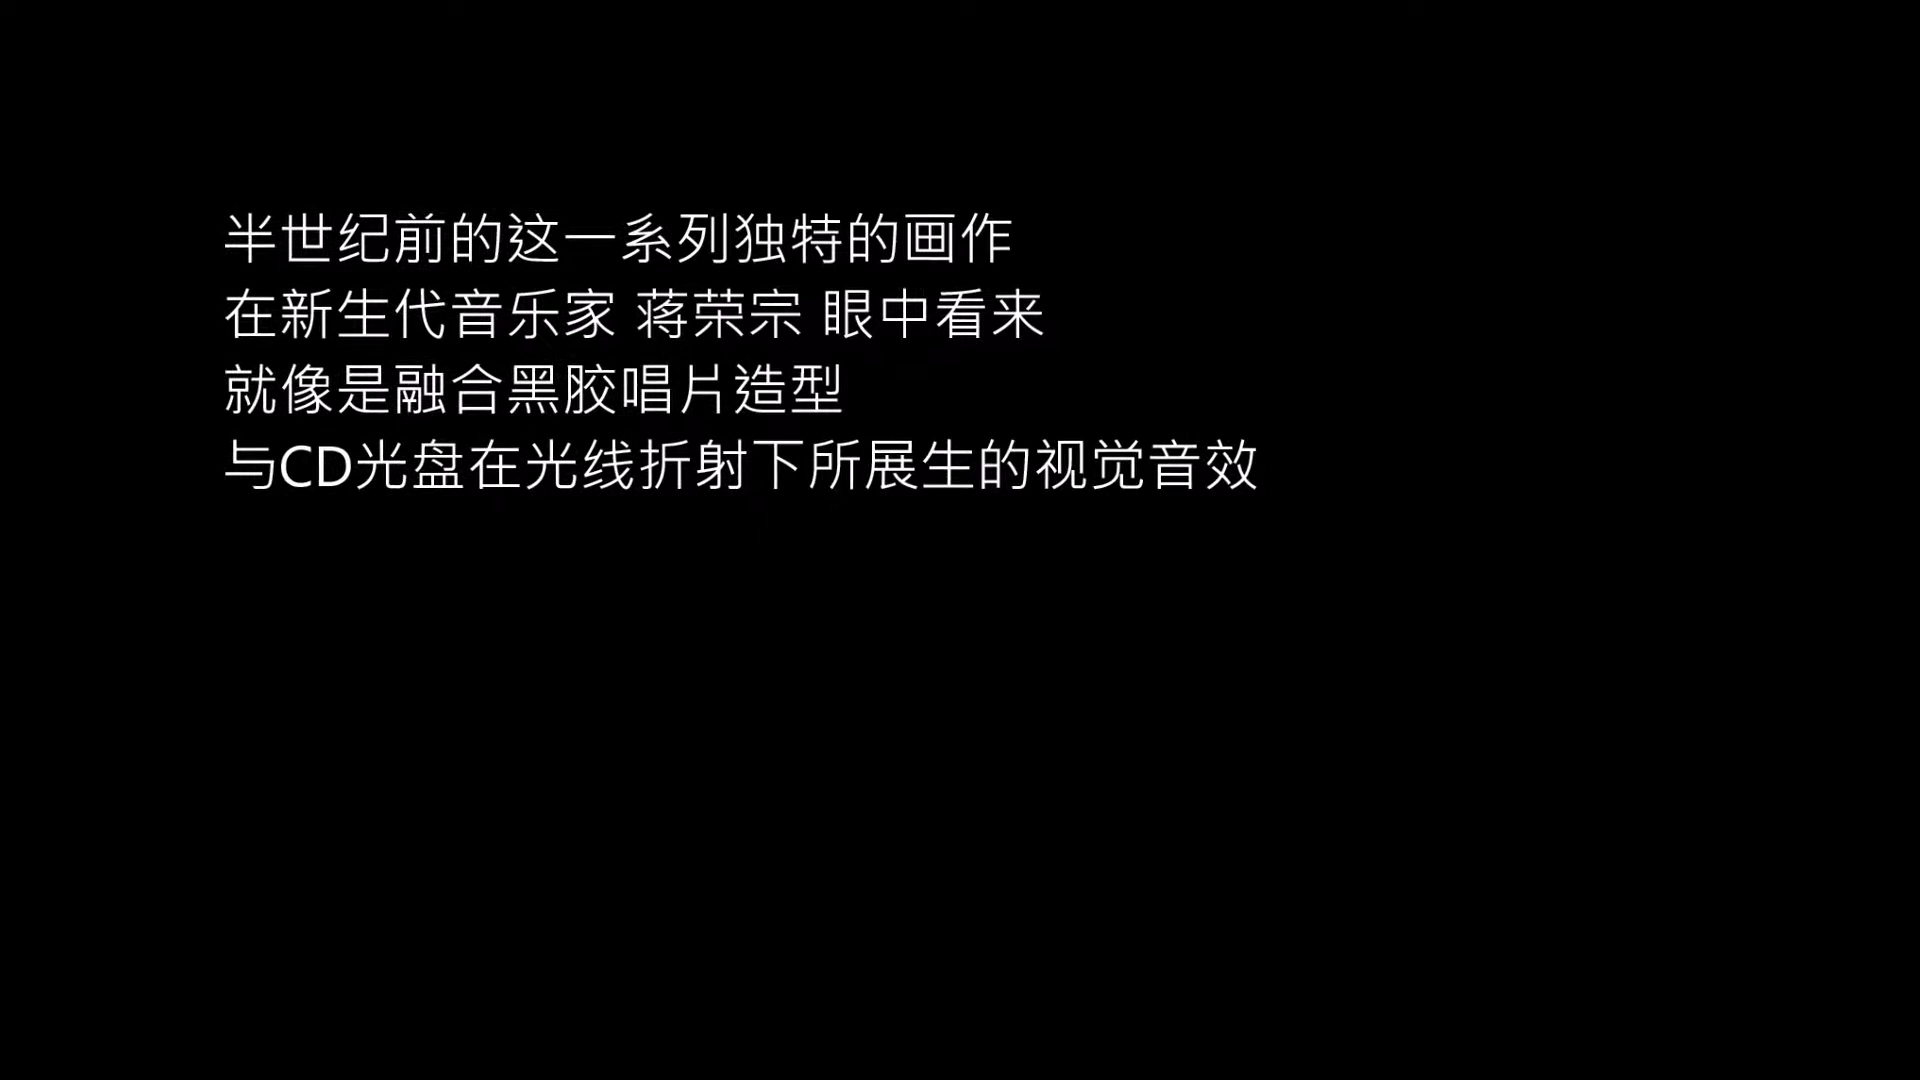 半世纪前的这一系列独特的画作
在新生代音乐家 蒋荣宗 眼中看来
就像是融合黑胶唱片造型
与CD光盘在光线折射下所展生的视觉音效